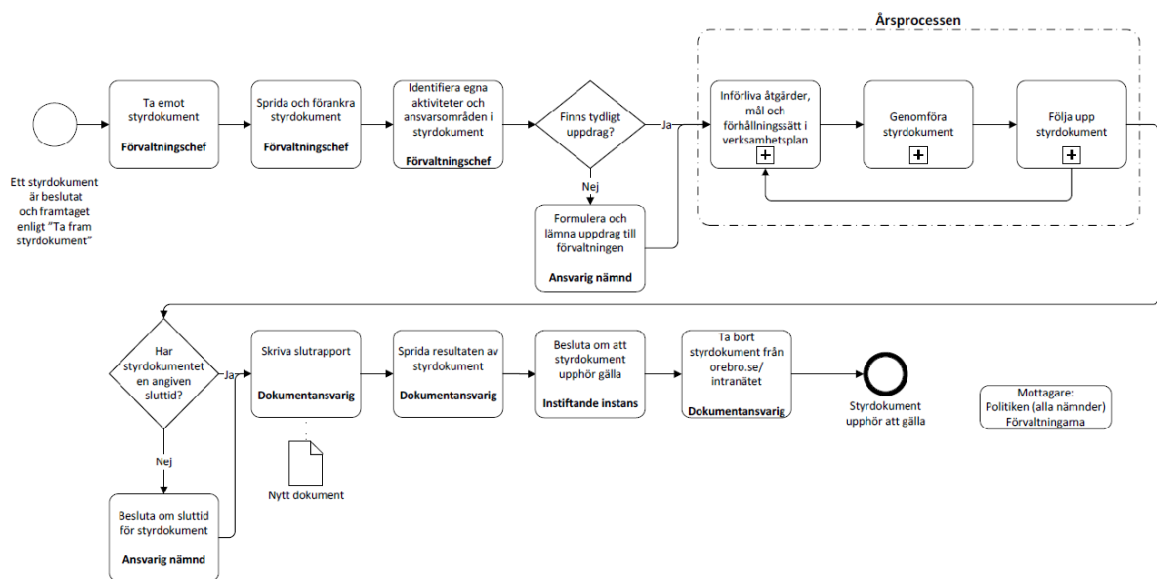 Årsprocessen
Ett styrdokument
är beslutat
och framtaget
enligt "Ta fram
styrdokument"
Ta emot
styrdokument
Förvaltningschef
Sprida och förankra
styrdokument
Förvaltningschef
Identifiera egna
aktiviteter och
ansvarsområden i
styrdokument
Förvaltningschef
Finns tydligt
uppdrag?
Ja
Nej
Formulera och
lämna uppdrag till
förvaltningen
Ansvarig nämnd
Införliva åtgärder,
mål och
förhållningssätt i
verksamhetsplan
Genomföra
styrdokument
Följa upp
styrdokument
Har
styrdokumentet
en angiven
sluttid?
Ja
Nej
Besluta om sluttid
för styrdokument
Ansvarig nämnd
Skriva slutrapport
Dokumentansvarig
Nytt dokument
Sprida resultaten av
styrdokument
Dokumentansvarig
Besluta om att
styrdokument
upphör gälla
Instiftande instans
Ta bort
styrdokument från
orebro.se/
intranätet
Dokumentansvarig
Styrdokument
upphör att gälla
Mottagare:
Politiken (alla nämnder)
Förvaltningarna